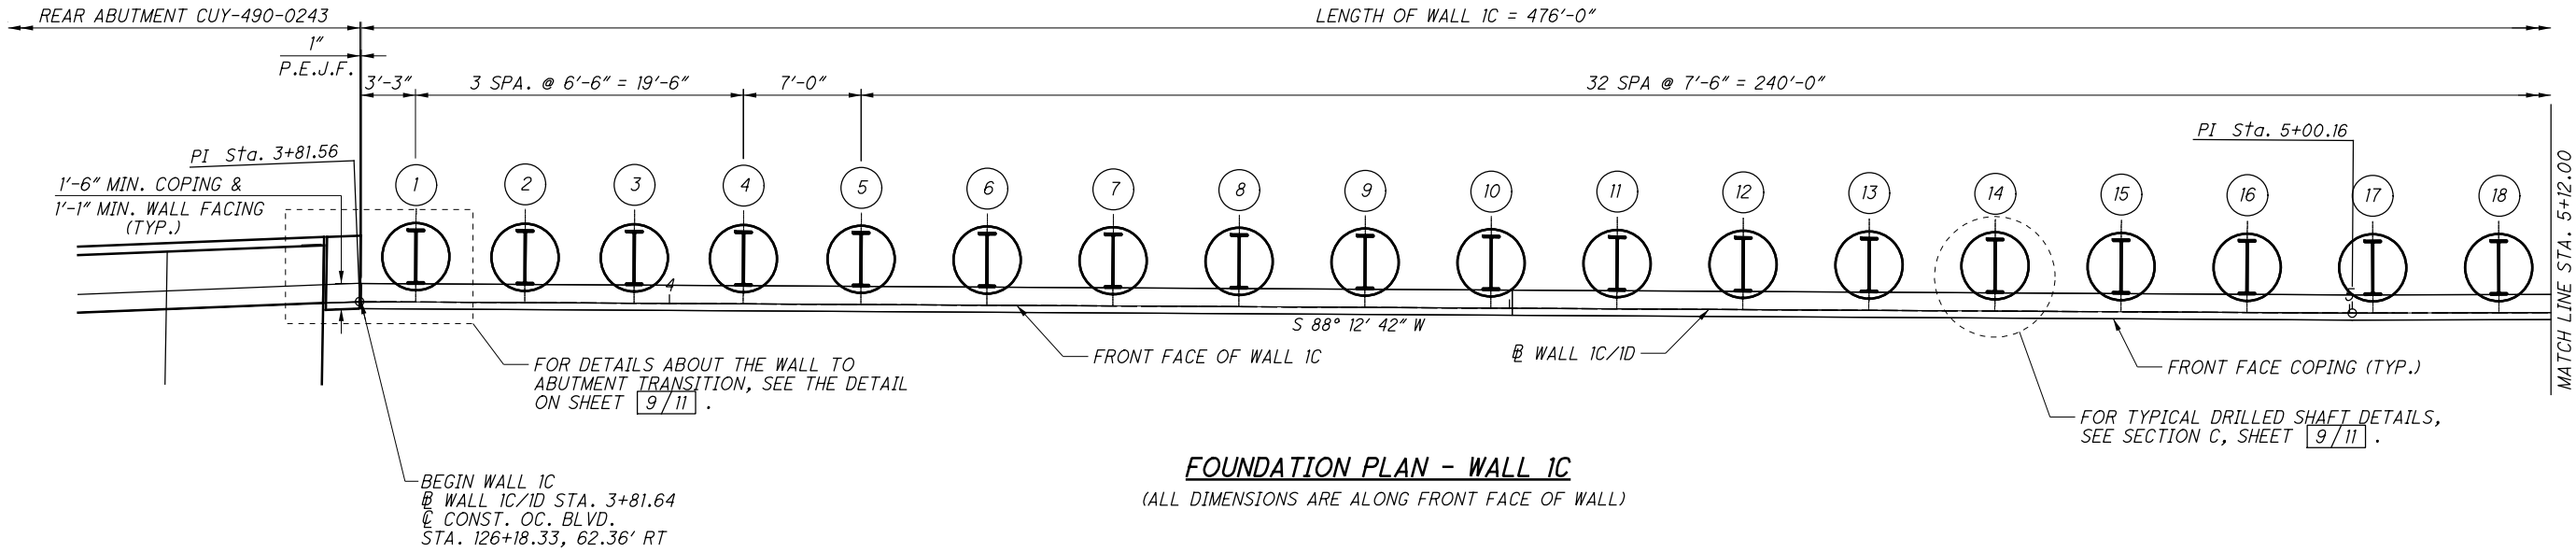 REAR ABUTMENT CUY-490-0243
LENGTH OF WALL 1C = 476'-0"
1"
P.E.J.F.
3'-3"
3 SPA. @ 6'-6" = 19'-6"
7'-0"
32 SPA @ 7'-6" = 240'-0"
PI Sta. 3+81.56
PI Sta. 5+00.16
1'-6" MIN. COPING &
1'-1" MIN. WALL FACING
(TYP.)
1
2
3
4
5
6
7
8
9
10
11
12
13
14
15
16
17
18
MATCH LINE STA. 5+12.00
4
5
S 88° 12' 42" W
FRONT FACE OF WALL 1C
℄ WALL 1C/1D
FRONT FACE COPING (TYP.)
FOR DETAILS ABOUT THE WALL TO
ABUTMENT TRANSITION, SEE THE DETAIL
ON SHEET 9/11 .
FOR TYPICAL DRILLED SHAFT DETAILS,
SEE SECTION C, SHEET 9/11 .
BEGIN WALL 1C
BL WALL 1C/1D STA. 3+81.64
℄ CONST. OC. BLVD.
STA. 126+18.33, 62.36' RT
FOUNDATION PLAN - WALL 1C
(ALL DIMENSIONS ARE ALONG FRONT FACE OF WALL)